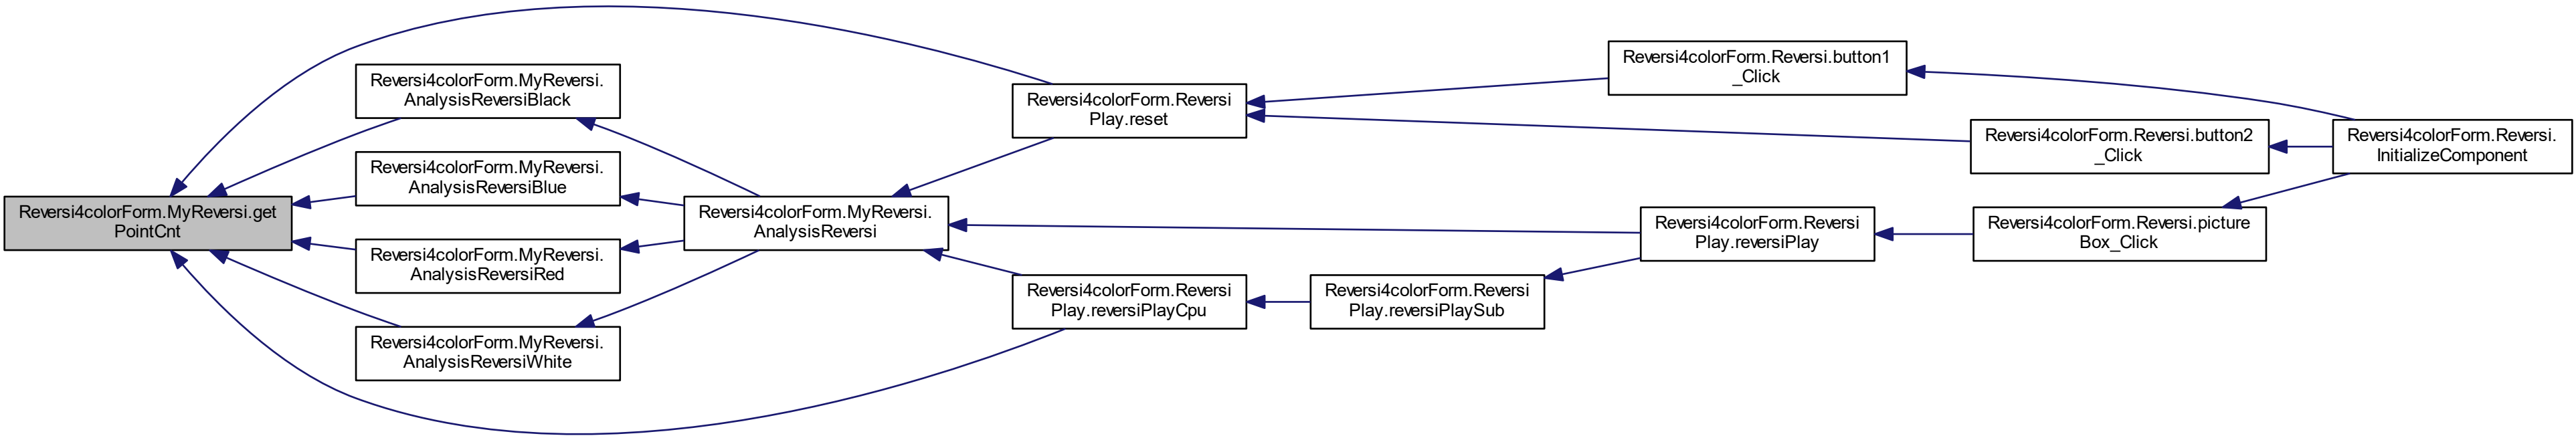 Reversi4colorForm.MyReversi.get
PointCnt
Reversi4colorForm.MyReversi.
AnalysisReversiBlack
Reversi4colorForm.MyReversi.
AnalysisReversiBlue
Reversi4colorForm.MyReversi.
AnalysisReversiRed
Reversi4colorForm.MyReversi.
AnalysisReversiWhite
Reversi4colorForm.MyReversi.
AnalysisReversi
Reversi4colorForm.Reversi
Play.reset
Reversi4colorForm.Reversi
Play.reversiPlayCpu
Reversi4colorForm.Reversi
Play.reversiPlaySub
Reversi4colorForm.Reversi.button1
_Click
Reversi4colorForm.Reversi
Play.reversiPlay
Reversi4colorForm.Reversi.button2
_Click
Reversi4colorForm.Reversi.picture
Box_Click
Reversi4colorForm.Reversi.
InitializeComponent